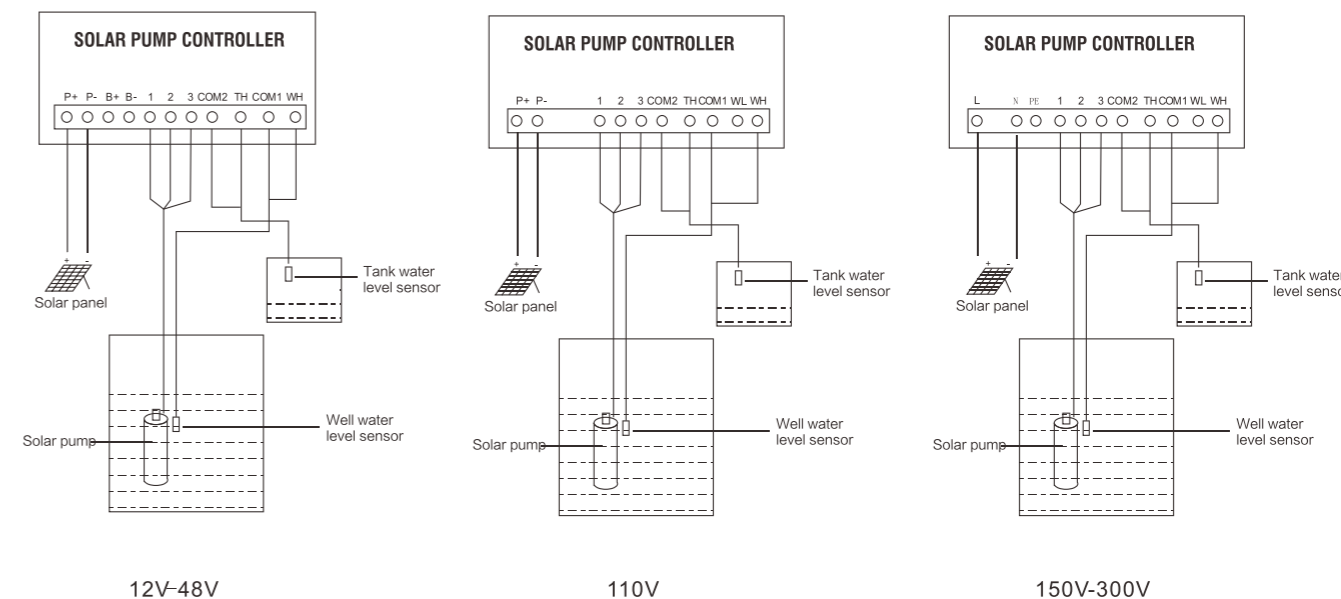 SOLAR PUMP CONTROLLER
P+ P- B+ B- 1 2 3 COM2 TH COM1 WH
+ -
Solar panel
Tank water
level sensor
Solar pump
Well water
level sensor
12V-48V
SOLAR PUMP CONTROLLER
P+ P- 1 2 3 COM2 TH COM1 WL WH
+ -
Solar panel
Tank water
level sensor
Solar pump
Well water
level sensor
110V
SOLAR PUMP CONTROLLER
L N PE 1 2 3 COM2 TH COM1 WL WH
+ -
Solar panel
Tank water
level senso
Solar pump
Well water
level sensor
150V-300V